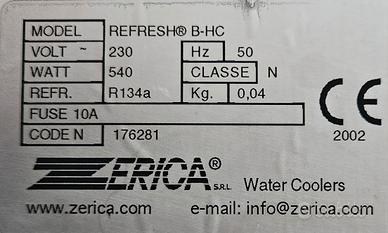 MODEL REFRESH® B-HC
VOLT ~ 230 Hz 50
WATT 540 CLASSE N
REFR. R134a Kg. 0,04
FUSE 10A
CODE N 176281
CE
2002
ZERICA® S.R.L. Water Coolers
www.zerica.com e-mail: info@zerica.com